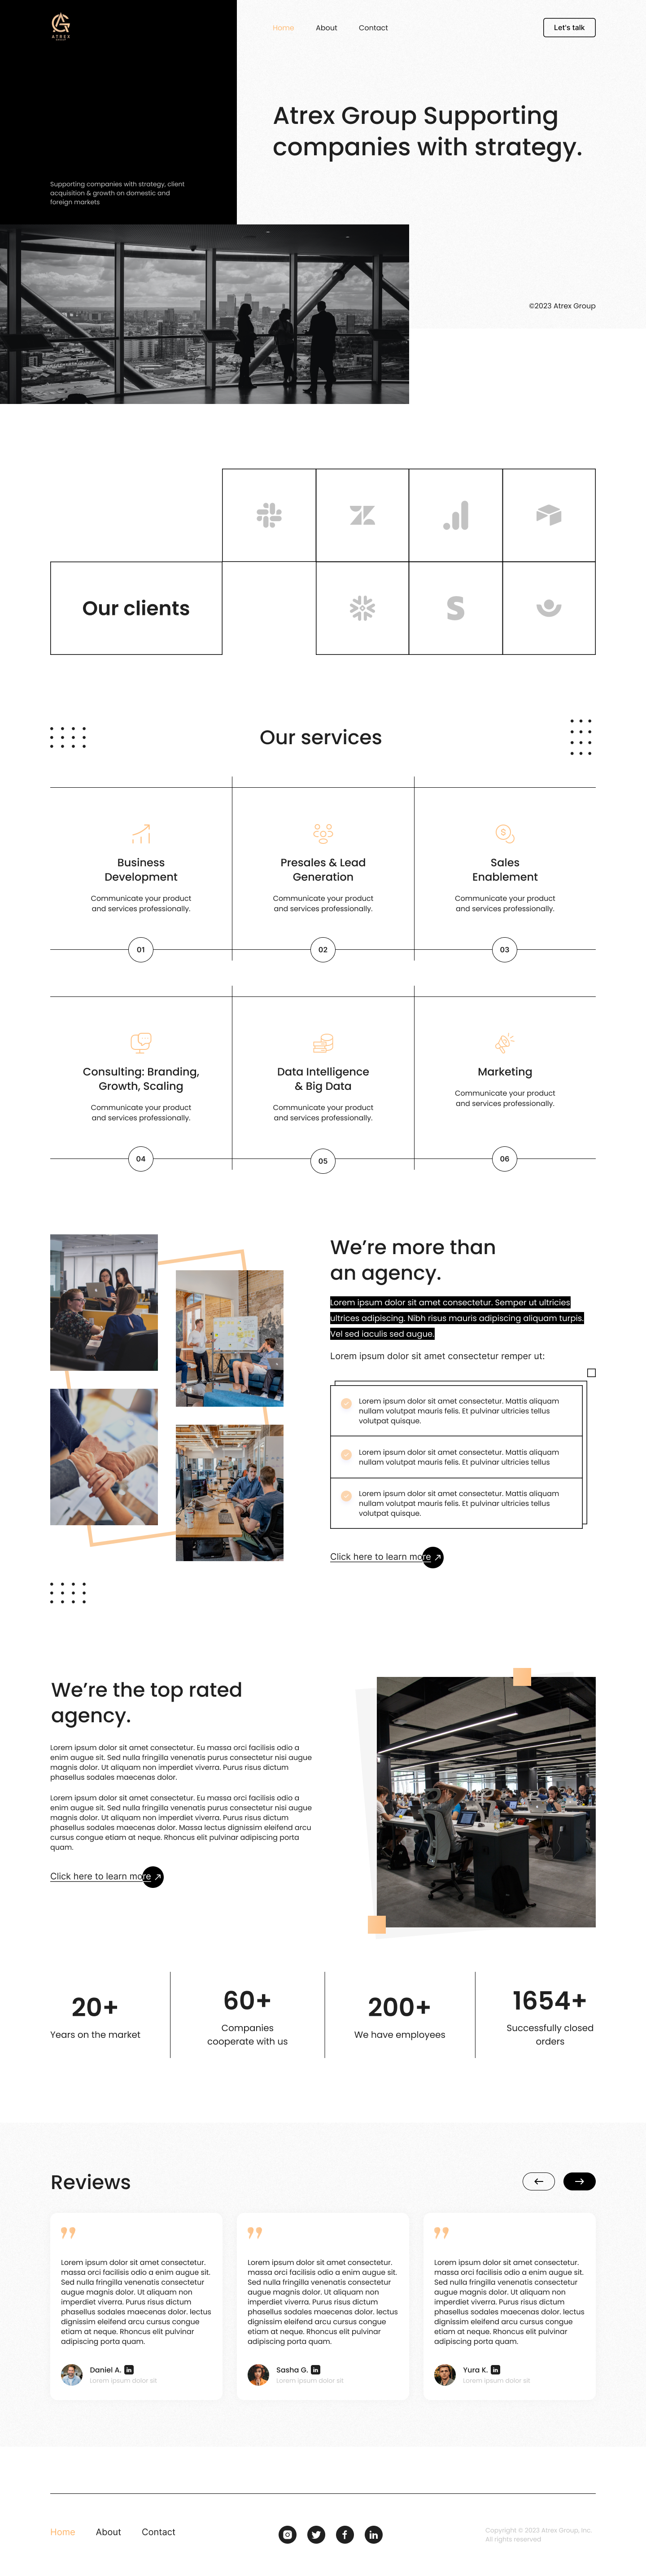 ATREX
Home About Contact
Let's talk
Atrex Group Supporting
companies with strategy.
Supporting companies with strategy, client
acquisition & growth on domestic and
foreign markets
©2023 Atrex Group
Our clients
Our services
Business
Development
Communicate your product
and services professionally.
01
Presales & Lead
Generation
Communicate your product
and services professionally.
02
Sales
Enablement
Communicate your product
and services professionally.
03
Consulting: Branding,
Growth, Scaling
Communicate your product
and services professionally.
04
Data Intelligence
& Big Data
Communicate your product
and services professionally.
05
Marketing
Communicate your product
and services professionally.
06
We're more than
an agency.
Lorem ipsum dolor sit amet consectetur. Semper ut ultricies
ultrices adipiscing. Nibh risus mauris adipiscing aliquam turpis.
Vel sed iaculis sed augue.
Lorem ipsum dolor sit amet consectetur remper ut:
Lorem ipsum dolor sit amet consectetur. Mattis aliquam
nullam volutpat mauris felis. Et pulvinar ultricies tellus
volutpat quisque.
Lorem ipsum dolor sit amet consectetur. Mattis aliquam
nullam volutpat mauris felis. Et pulvinar ultricies tellus
Lorem ipsum dolor sit amet consectetur. Mattis aliquam
nullam volutpat mauris felis. Et pulvinar ultricies tellus
volutpat quisque.
Click here to learn more
We're the top rated
agency.
Lorem ipsum dolor sit amet consectetur. Eu massa orci facilisis odio a
enim augue sit. Sed nulla fringilla venenatis purus consectetur nisi augue
magnis dolor. Ut aliquam non imperdiet viverra. Purus risus dictum
phasellus sodales maecenas dolor.
Lorem ipsum dolor sit amet consectetur. Eu massa orci facilisis odio a
enim augue sit. Sed nulla fringilla venenatis purus consectetur nisi augue
magnis dolor. Ut aliquam non imperdiet viverra. Purus risus dictum
phasellus sodales maecenas dolor. Massa lectus dignissim eleifend arcu
cursus congue etiam at neque. Rhoncus elit pulvinar adipiscing porta
quam.
Click here to learn more
20+
Years on the market
60+
Companies
cooperate with us
200+
We have employees
1654+
Successfully closed
orders
Reviews
Lorem ipsum dolor sit amet consectetur.
massa orci facilisis odio a enim augue sit.
Sed nulla fringilla venenatis consectetur
augue magnis dolor. Ut aliquam non
imperdiet viverra. Purus risus dictum
phasellus sodales maecenas dolor. lectus
dignissim eleifend arcu cursus congue
etiam at neque. Rhoncus elit pulvinar
adipiscing porta quam.
Daniel A. in
Lorem ipsum dolor sit
Lorem ipsum dolor sit amet consectetur.
massa orci facilisis odio a enim augue sit.
Sed nulla fringilla venenatis consectetur
augue magnis dolor. Ut aliquam non
imperdiet viverra. Purus risus dictum
phasellus sodales maecenas dolor. lectus
dignissim eleifend arcu cursus congue
etiam at neque. Rhoncus elit pulvinar
adipiscing porta quam.
Sasha G. in
Lorem ipsum dolor sit
Lorem ipsum dolor sit amet consectetur.
massa orci facilisis odio a enim augue sit.
Sed nulla fringilla venenatis consectetur
augue magnis dolor. Ut aliquam non
imperdiet viverra. Purus risus dictum
phasellus sodales maecenas dolor. lectus
dignissim eleifend arcu cursus congue
etiam at neque. Rhoncus elit pulvinar
adipiscing porta quam.
Yura K. in
Lorem ipsum dolor sit
Home About Contact
Copyright © 2023 Atrex Group, Inc.
All rights reserved